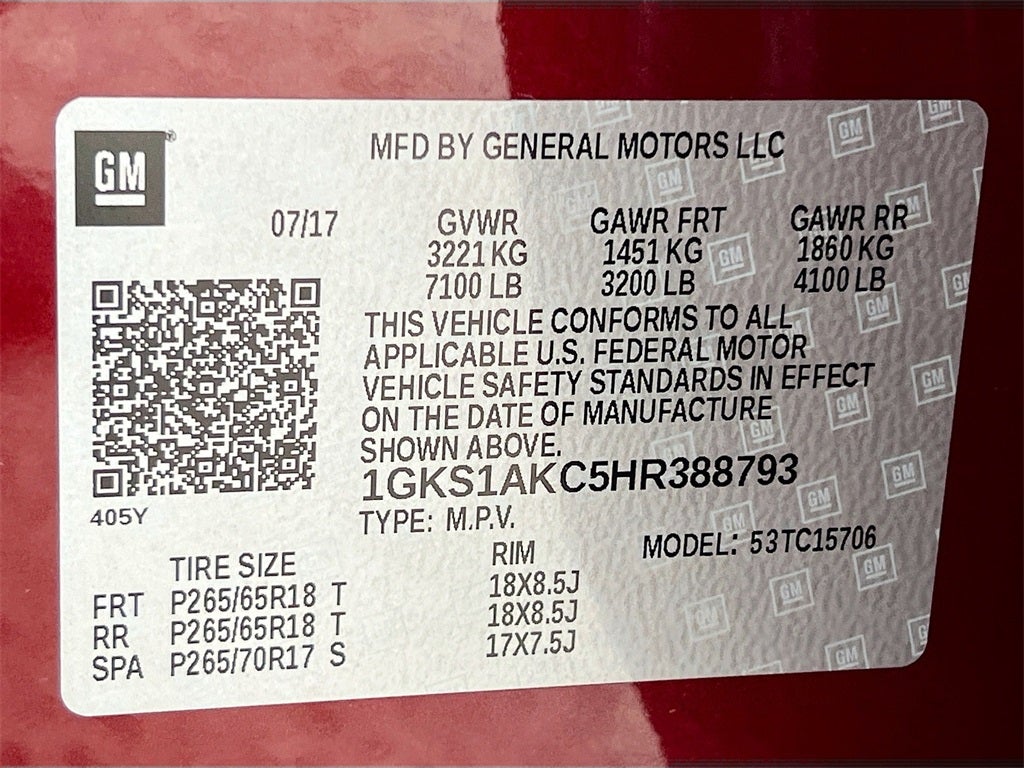 GM
MFD BY GENERAL MOTORS LLC
07/17 GVWR GAWR FRT GAWR RR
3221 KG 1451 KG 1860 KG
7100 LB 3200 LB 4100 LB
THIS VEHICLE CONFORMS TO ALL
APPLICABLE U.S. FEDERAL MOTOR
VEHICLE SAFETY STANDARDS IN EFFECT
ON THE DATE OF MANUFACTURE
SHOWN ABOVE.
1GKS1AKC5HR388793
405Y
TYPE: M.P.V.
MODEL: 53TC15706
TIRE SIZE RIM
FRT P265/65R18 T 18X8.5J
RR P265/65R18 T 18X8.5J
SPA P265/70R17 S 17X7.5J